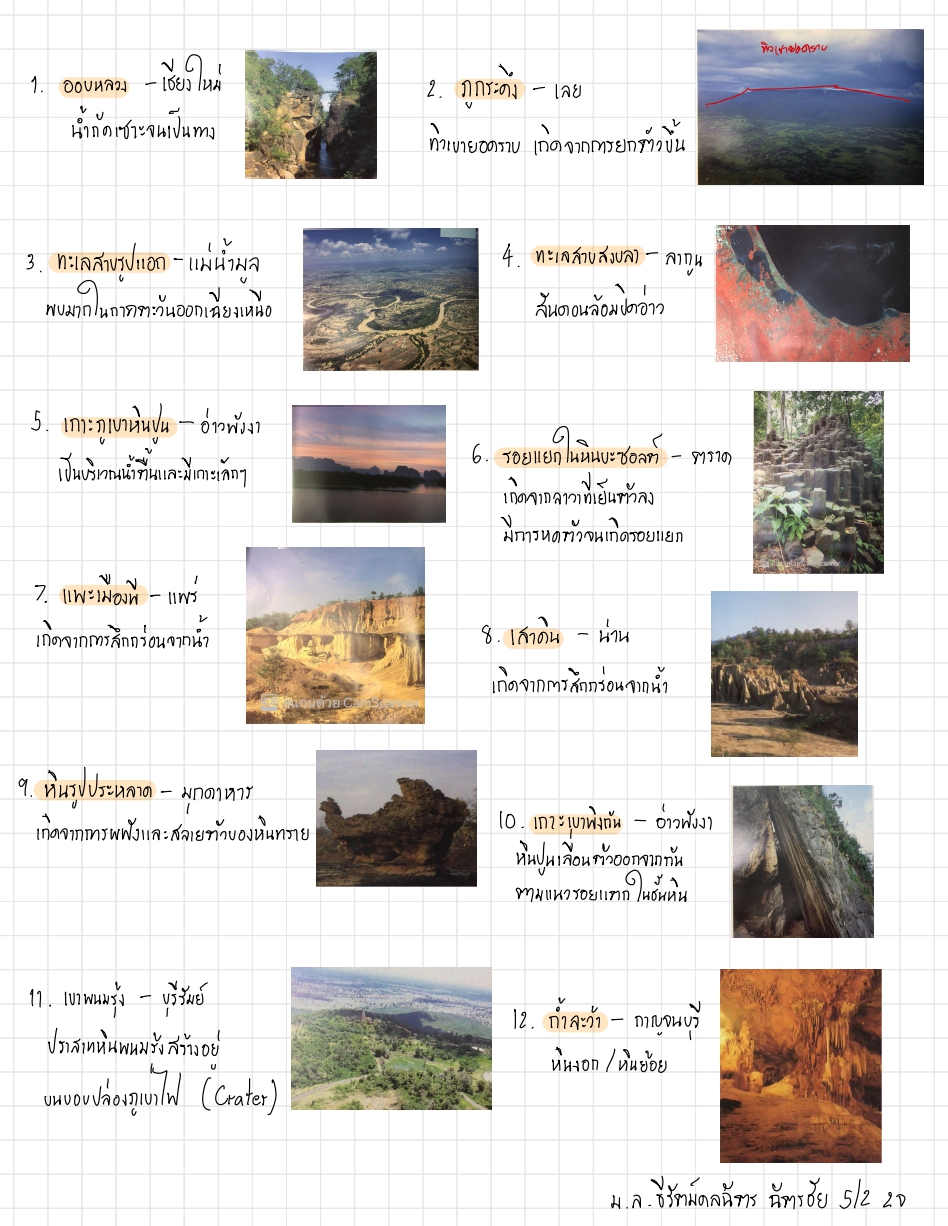 1. ออบหลวง - เชียงใหม่
น้ำกัดเซาะจนเป็นทาง
2. ภูกระดึง - เลย
ทิวเขายอดราบ เกิดจากการยกตัวขึ้น
ทิวเขายอดราบ
3. ทะเลสาบรูปแอก - แม่น้ำมูล
พบมากในภาคตะวันออกเฉียงเหนือ
4. ทะเลสาบสงขลา - ลากูน
สันดอนล้อมปิดอ่าว
5. เกาะภูเขาหินปูน - อ่าวพังงา
เป็นบริเวณน้ำตื้นและมีเกาะเล็กๆ
6. รอยแยกในหินบะซอลต์ - ตราด
เกิดจากลาวาที่เย็นตัวลง
มีการหดตัวจนเกิดรอยแยก
7. แพะเมืองผี - แพร่
เกิดจากการสึกกร่อนจากน้ำ
8. เสาดิน - น่าน
เกิดจากการสึกกร่อนจากน้ำ
9. หินรูปประหลาด - มุกดาหาร
เกิดจากการผุพังและสลายตัวของหินทราย
10. เกาะเขาพิงกัน - อ่าวพังงา
หินปูนเลื่อนตัวออกจากกัน
ตามแนวรอยแตกในชั้นหิน
11. เขาพนมรุ้ง - บุรีรัมย์
ปราสาทหินพนมรุ้งสร้างอยู่
บนขอบปล่องภูเขาไฟ (Crater)
12. ถ้ำละว้า - กาญจนบุรี
หินงอก / หินย้อย
สแกนด้วย CamScanner
ม.ล. ฉัตรชัย 5/2 20